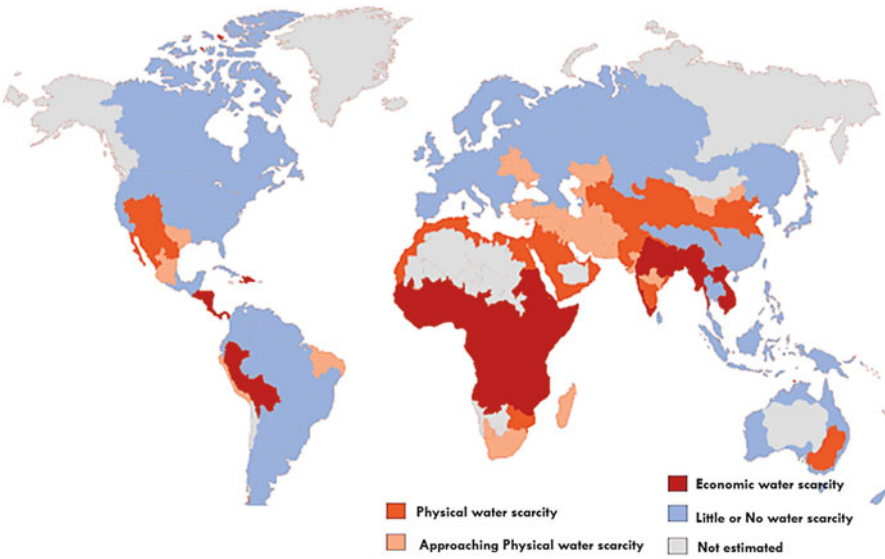 Physical water scarcity
Approaching Physical water scarcity
Economic water scarcity
Little or No water scarcity
Not estimated